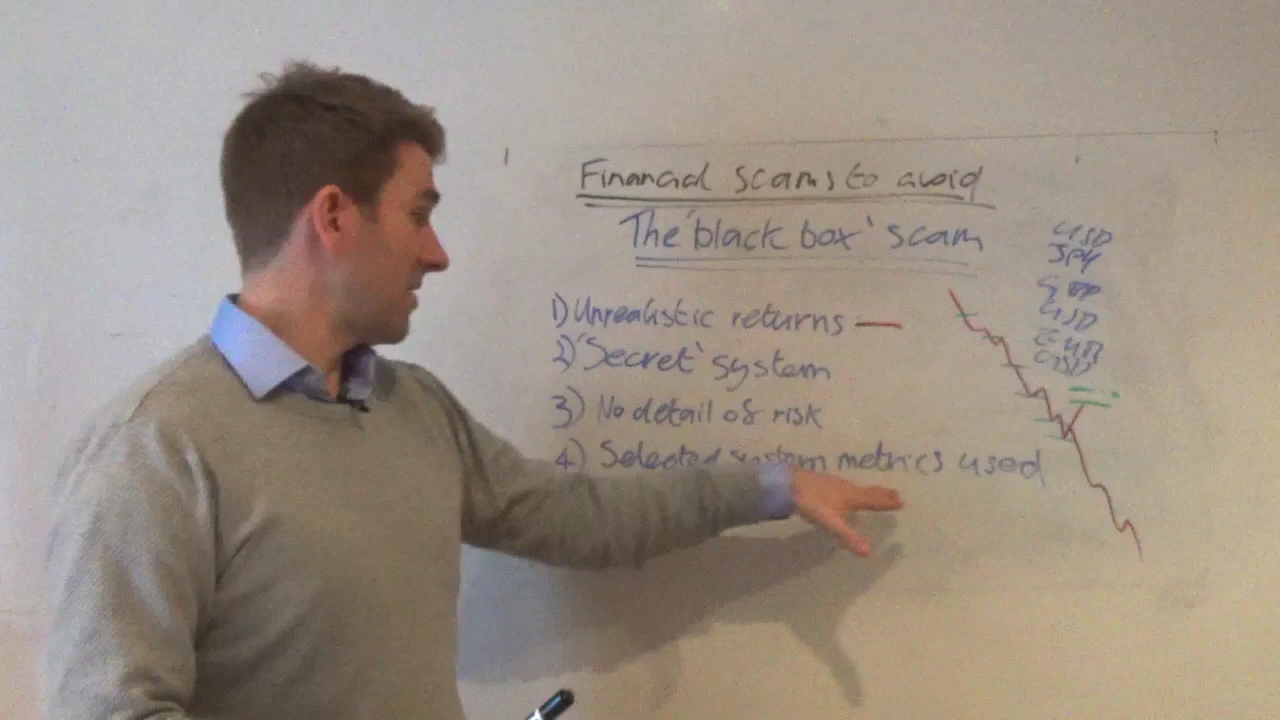 Financial scams to avoid
The 'black box' scam
1) Unrealistic returns —
2) 'Secret' system
3) No detail of risk
4) Selected system metrics used
USD
JPY
GBP
USD
EUR
USD